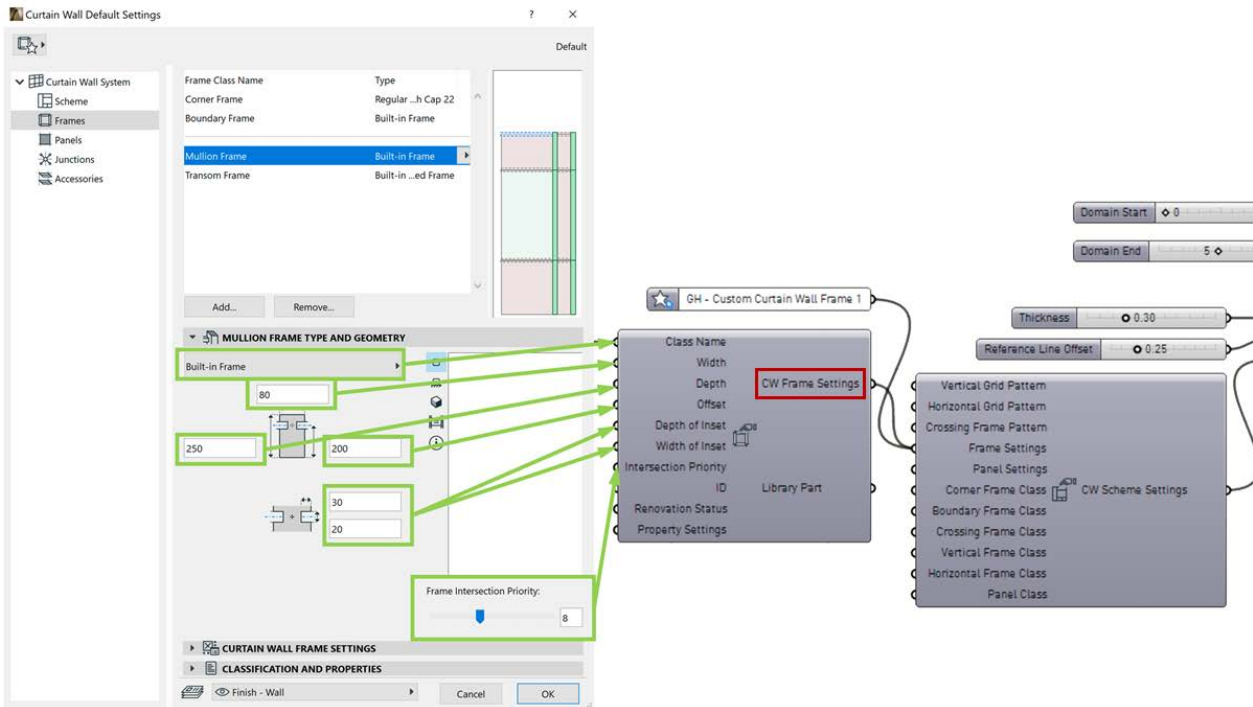 Curtain Wall Default Settings
?
×
Default
Curtain Wall System
Scheme
Frames
Panels
Junctions
Accessories
Frame Class Name Type
Corner Frame Regular ...h Cap 22
Boundary Frame Built-in Frame
Mullion Frame Built-in Frame
Transom Frame Built-in ...ed Frame
Add... Remove...
MULLION FRAME TYPE AND GEOMETRY
Built-in Frame
80
250
200
30
20
Frame Intersection Priority:
8
CURTAIN WALL FRAME SETTINGS
CLASSIFICATION AND PROPERTIES
Finish - Wall
Cancel
OK
GH - Custom Curtain Wall Frame 1
Class Name
Width
Depth
Offset
Depth of Inset
Width of Inset
Intersection Priority
ID
Renovation Status
Property Settings
CW Frame Settings
Library Part
Domain Start 0
Domain End 5
Thickness 0.30
Reference Line Offset 0.25
Vertical Grid Pattern
Horizontal Grid Pattern
Crossing Frame Pattern
Frame Settings
Panel Settings
Corner Frame Class
Boundary Frame Class
Crossing Frame Class
Vertical Frame Class
Horizontal Frame Class
Panel Class
CW Scheme Settings